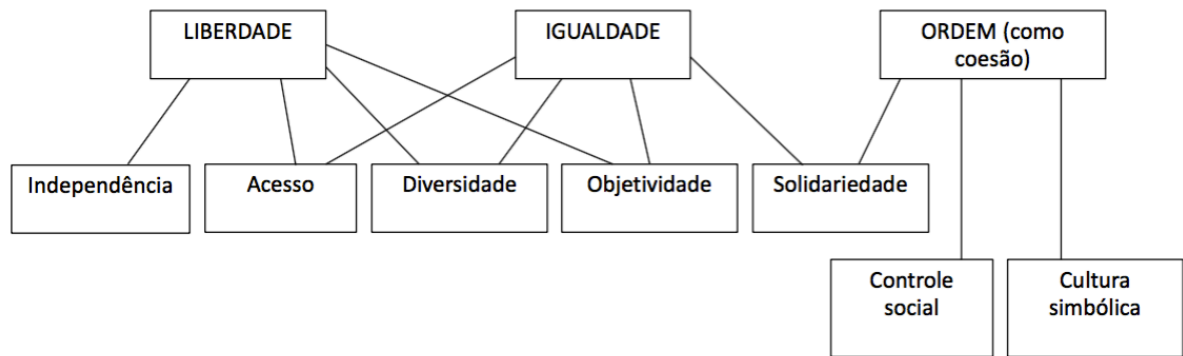 LIBERDADE
IGUALDADE
ORDEM (como
coesão)
Independência
Acesso
Diversidade
Objetividade
Solidariedade
Controle
social
Cultura
simbólica